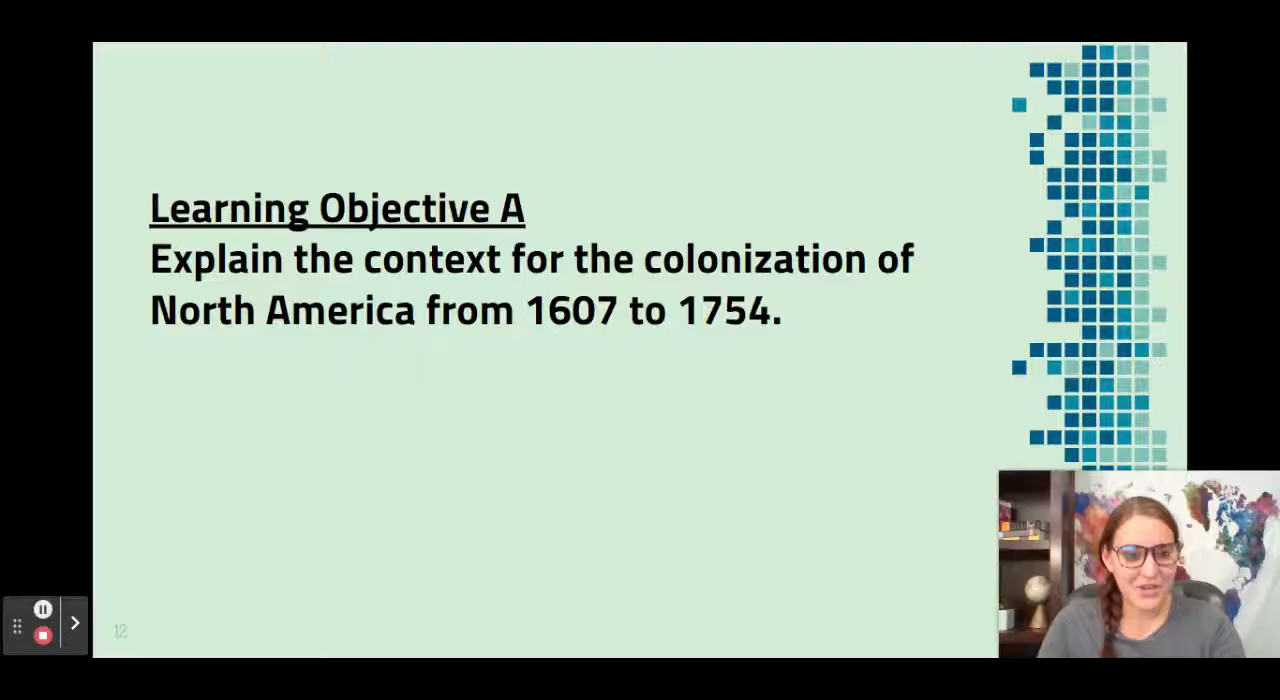 Learning Objective A
Explain the context for the colonization of
North America from 1607 to 1754.
12